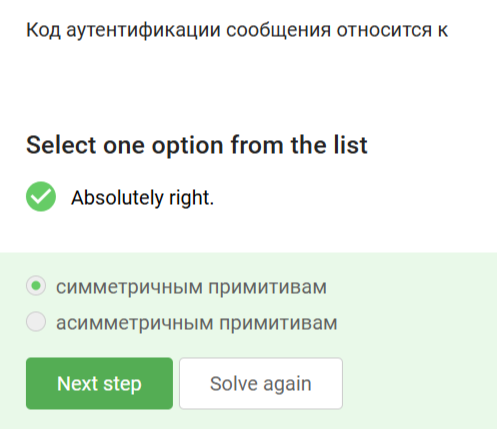 Код аутентификации сообщения относится к
Select one option from the list
Absolutely right.
симметричным примитивам
асимметричным примитивам
Next step
Solve again